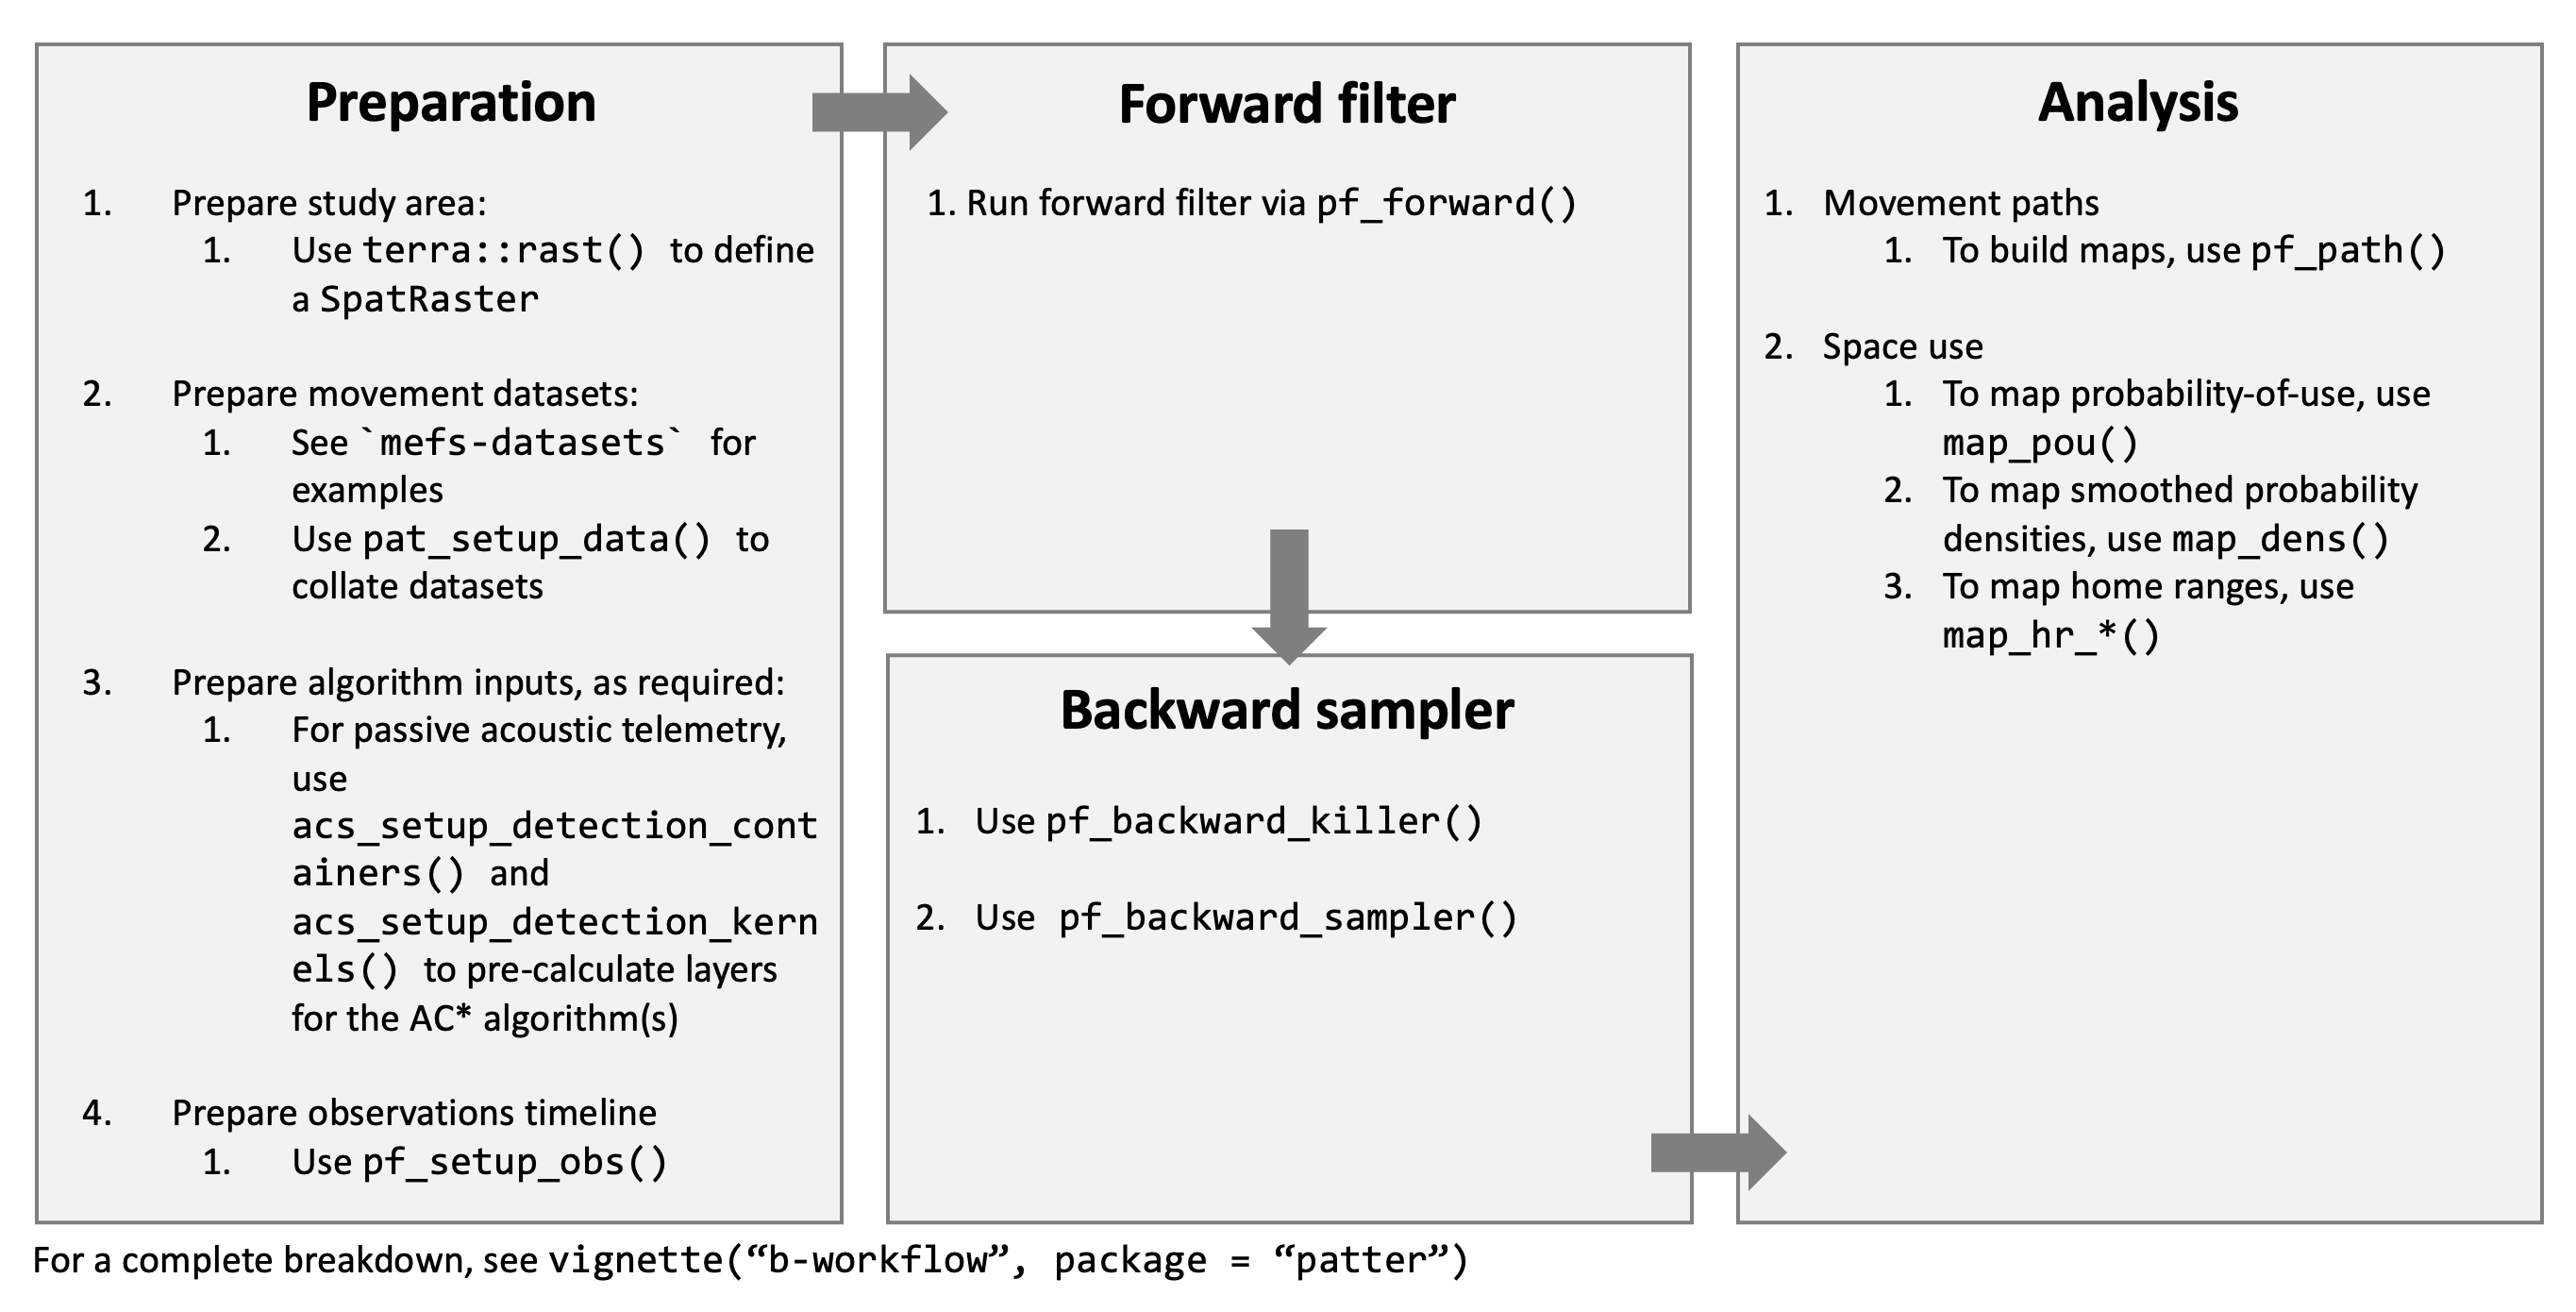 Preparation
1. Prepare study area:
1. Use terra::rast() to define
a SpatRaster
2. Prepare movement datasets:
1. See `mefs-datasets` for
examples
2. Use pat_setup_data() to
collate datasets
3. Prepare algorithm inputs, as required:
1. For passive acoustic telemetry,
use
acs_setup_detection_cont
ainers() and
acs_setup_detection_kern
els() to pre-calculate layers
for the AC* algorithm(s)
4. Prepare observations timeline
1. Use pf_setup_obs()
Forward filter
1. Run forward filter via pf_forward()
Backward sampler
1. Use pf_backward_killer()
2. Use pf_backward_sampler()
Analysis
1. Movement paths
1. To build maps, use pf_path()
2. Space use
1. To map probability-of-use, use
map_pou()
2. To map smoothed probability
densities, use map_dens()
3. To map home ranges, use
map_hr_*()
For a complete breakdown, see vignette(“b-workflow”, package = “patter”)